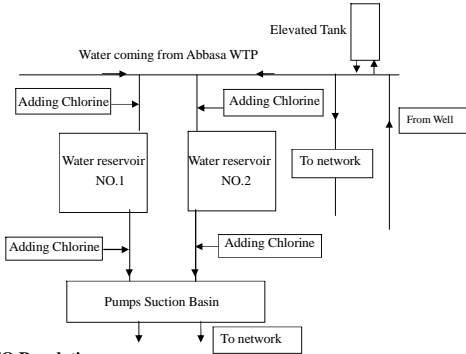 Elevated Tank
Water coming from Abbasa WTP
Adding Chlorine
Adding Chlorine
From Well
Water reservoir
NO.1
Water reservoir
NO.2
To network
Adding Chlorine
Adding Chlorine
Pumps Suction Basin
To network